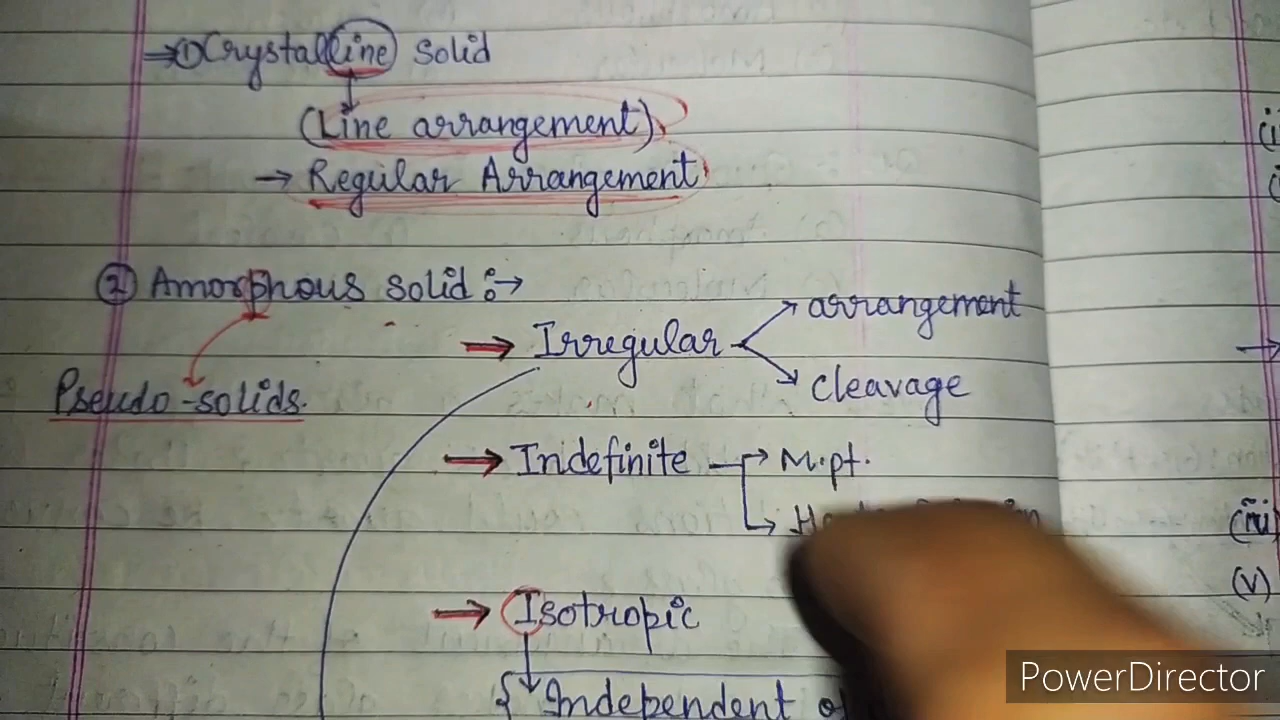 → ① Crystalline Solid
(Line arrangement)
→ Regular Arrangement
② Amorphous solid :→
Pseudo-solids.
→ Irregular → arrangement
→ cleavage
→ Indefinite → M.pt.
→ Isotropic
{ Independent
(iii)
(v)
PowerDirector